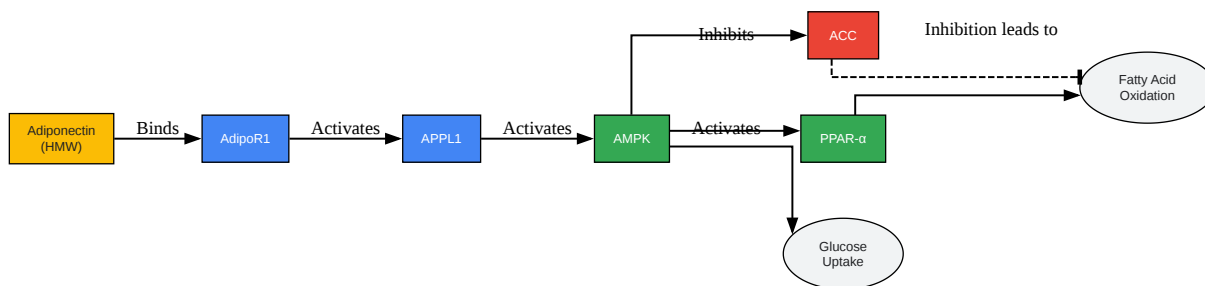 Inhibits
ACC
Inhibition leads to
Fatty Acid
Oxidation
Adiponectin
(HMW)
Binds
AdipoR1
Activates
APPL1
Activates
AMPK
Activates
PPAR-α
Glucose
Uptake